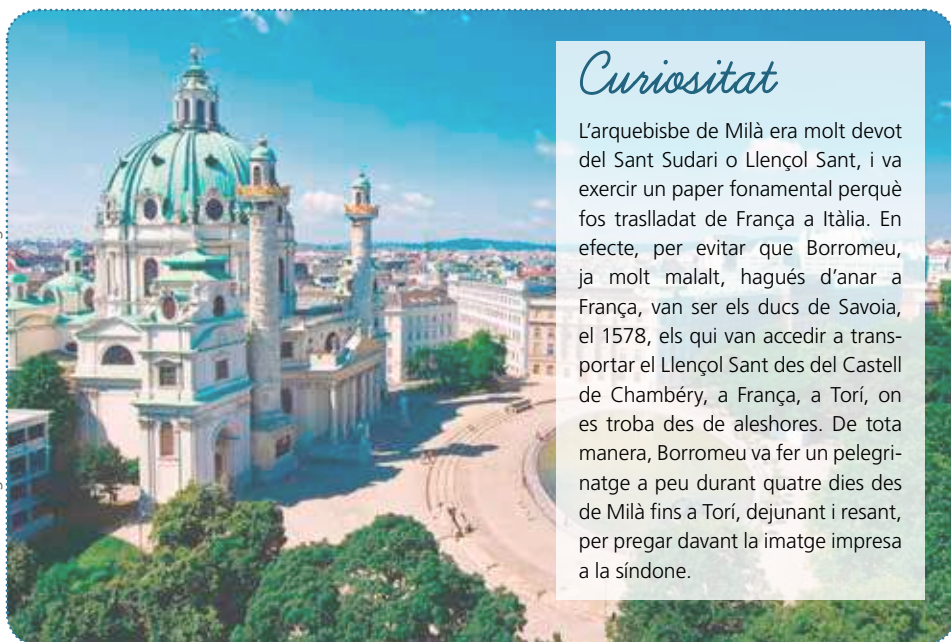 Curiositat
L'arquebisbe de Milà era molt devot
del Sant Sudari o Llençol Sant, i va
exercir un paper fonamental perquè
fos traslladat de França a Itàlia. En
efecte, per evitar que Borromeu,
ja molt malalt, hagués d'anar a
França, van ser els ducs de Savoia,
el 1578, els qui van accedir a trans-
portar el Llençol Sant des del Castell
de Chambéry, a França, a Torí, on
es troba des de aleshores. De tota
manera, Borromeu va fer un pelegri-
natge a peu durant quatre dies des
de Milà fins a Torí, dejunant i resant,
per pregar davant la imatge impresa
a la síndone.